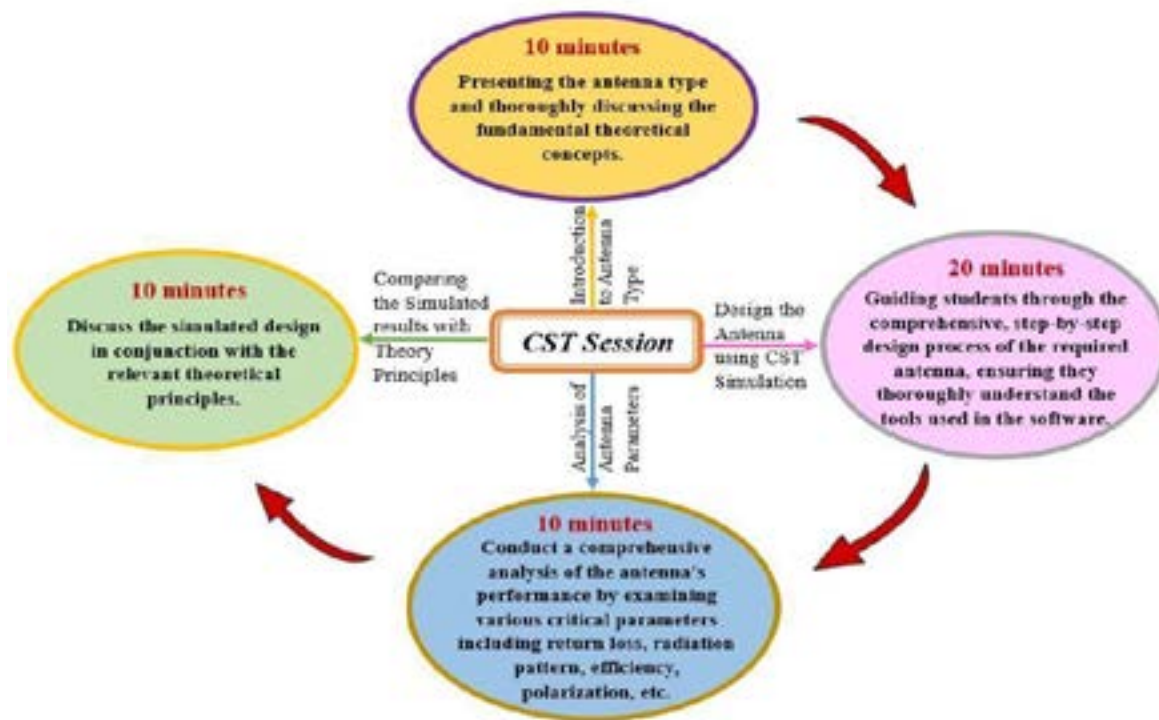 10 minutes
Presenting the antenna type
and thoroughly discussing the
fundamental theoretical
concepts.
Introduction
to Antenna
Type
20 minutes
Guiding students through the
comprehensive, step-by-step
design process of the required
antenna, ensuring they
thoroughly understand the
tools used in the software.
Design the
Antenna
using CST
Simulation
CST Session
Comparing
the Simulated
results with
Theory
Principles
10 minutes
Discuss the simulated design
in conjunction with the
relevant theoretical
principles.
Analysis of
Antenna
Parameters
10 minutes
Conduct a comprehensive
analysis of the antenna's
performance by examining
various critical parameters
including return loss, radiation
pattern, efficiency,
polarization, etc.